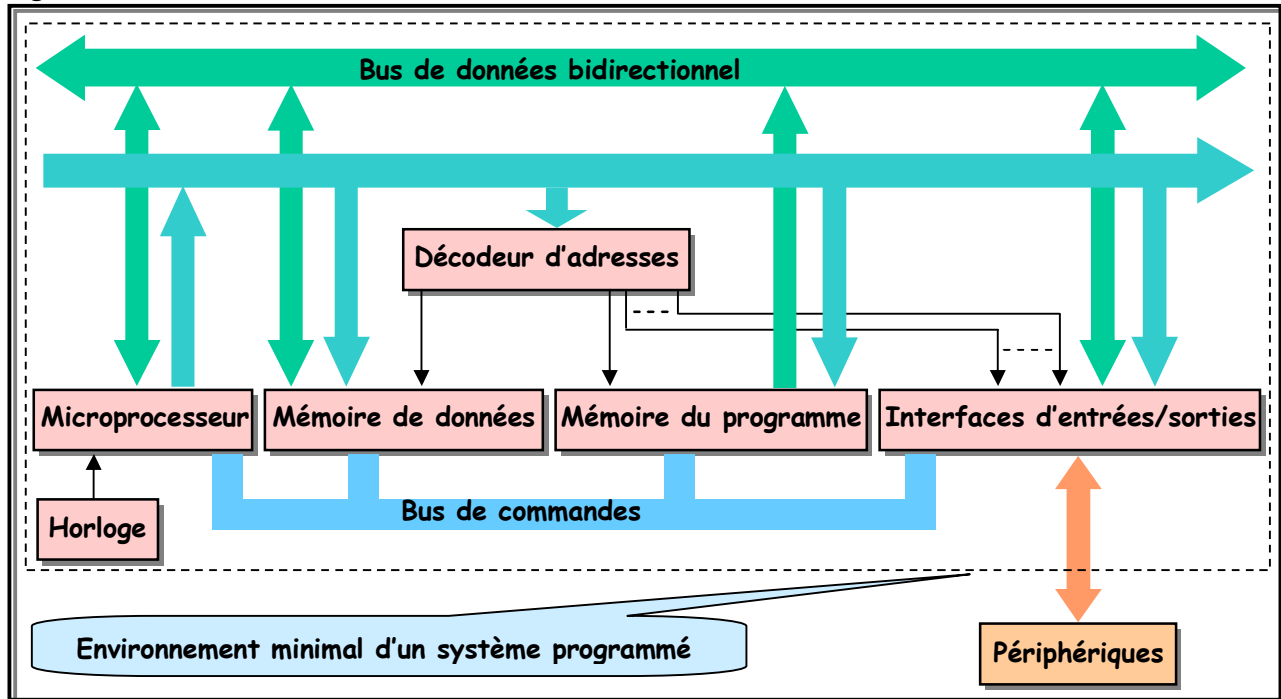 Bus de données bidirectionnel
Décodeur d'adresses
Microprocesseur
Mémoire de données
Mémoire du programme
Interfaces d'entrées/sorties
Bus de commandes
Horloge
Environnement minimal d'un système programmé
Périphériques